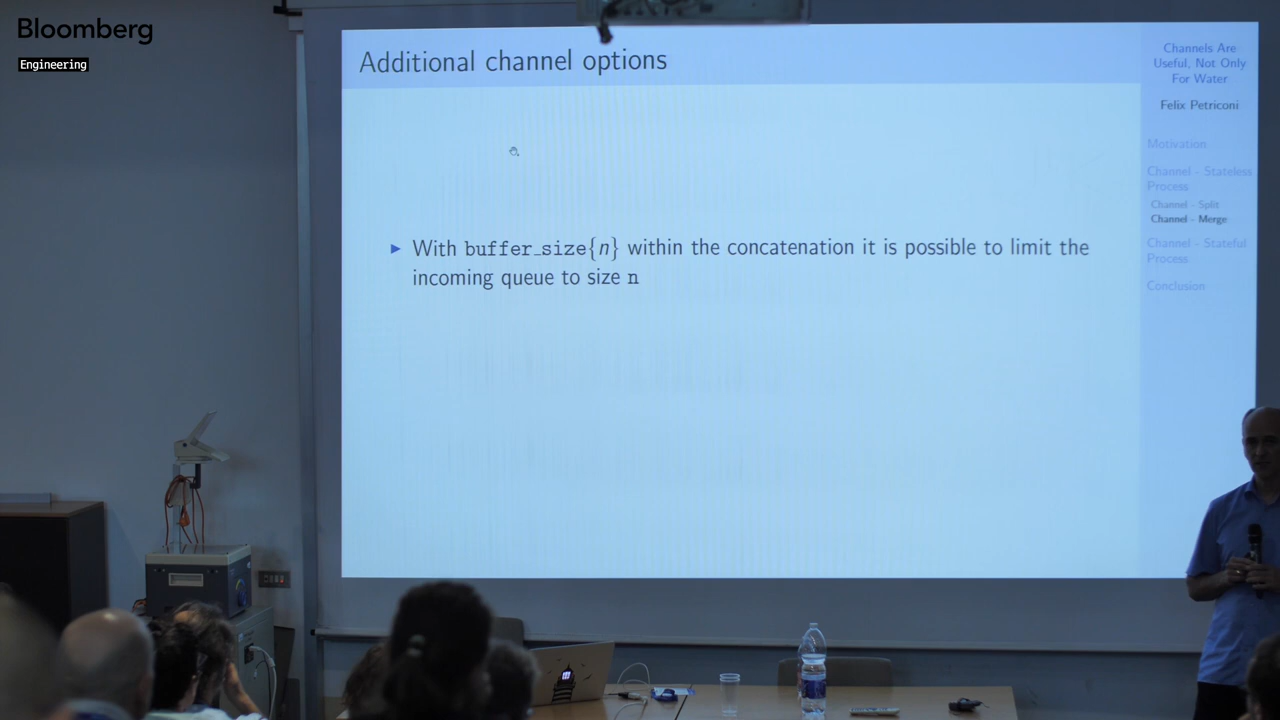 Bloomberg
Engineering
Additional channel options
▶ With buffer_size{n} within the concatenation it is possible to limit the
incoming queue to size n
Channels Are
Useful, Not Only
For Water
Felix Petriconi
Motivation
Channel - Stateless
Process
Channel - Split
Channel - Merge
Channel - Stateful
Process
Conclusion